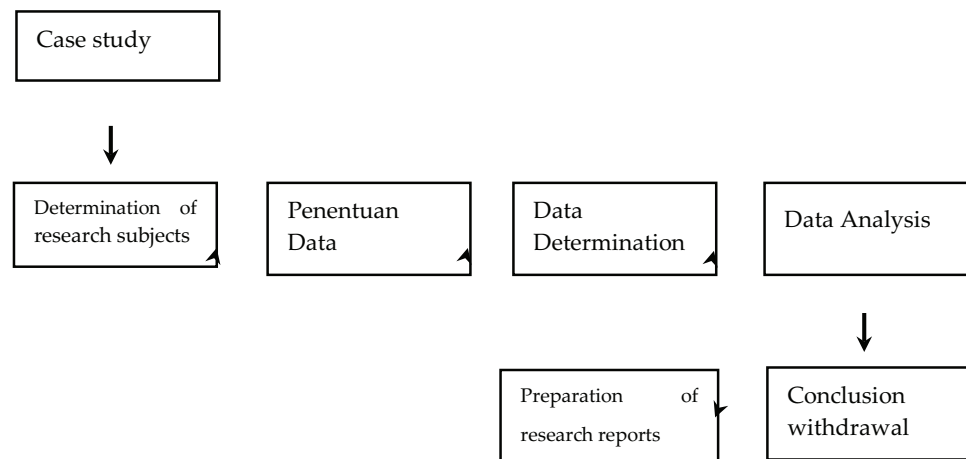 Case study
Determination of
research subjects
Penentuan
Data
Data
Determination
Data Analysis
Preparation of
research reports
Conclusion
withdrawal